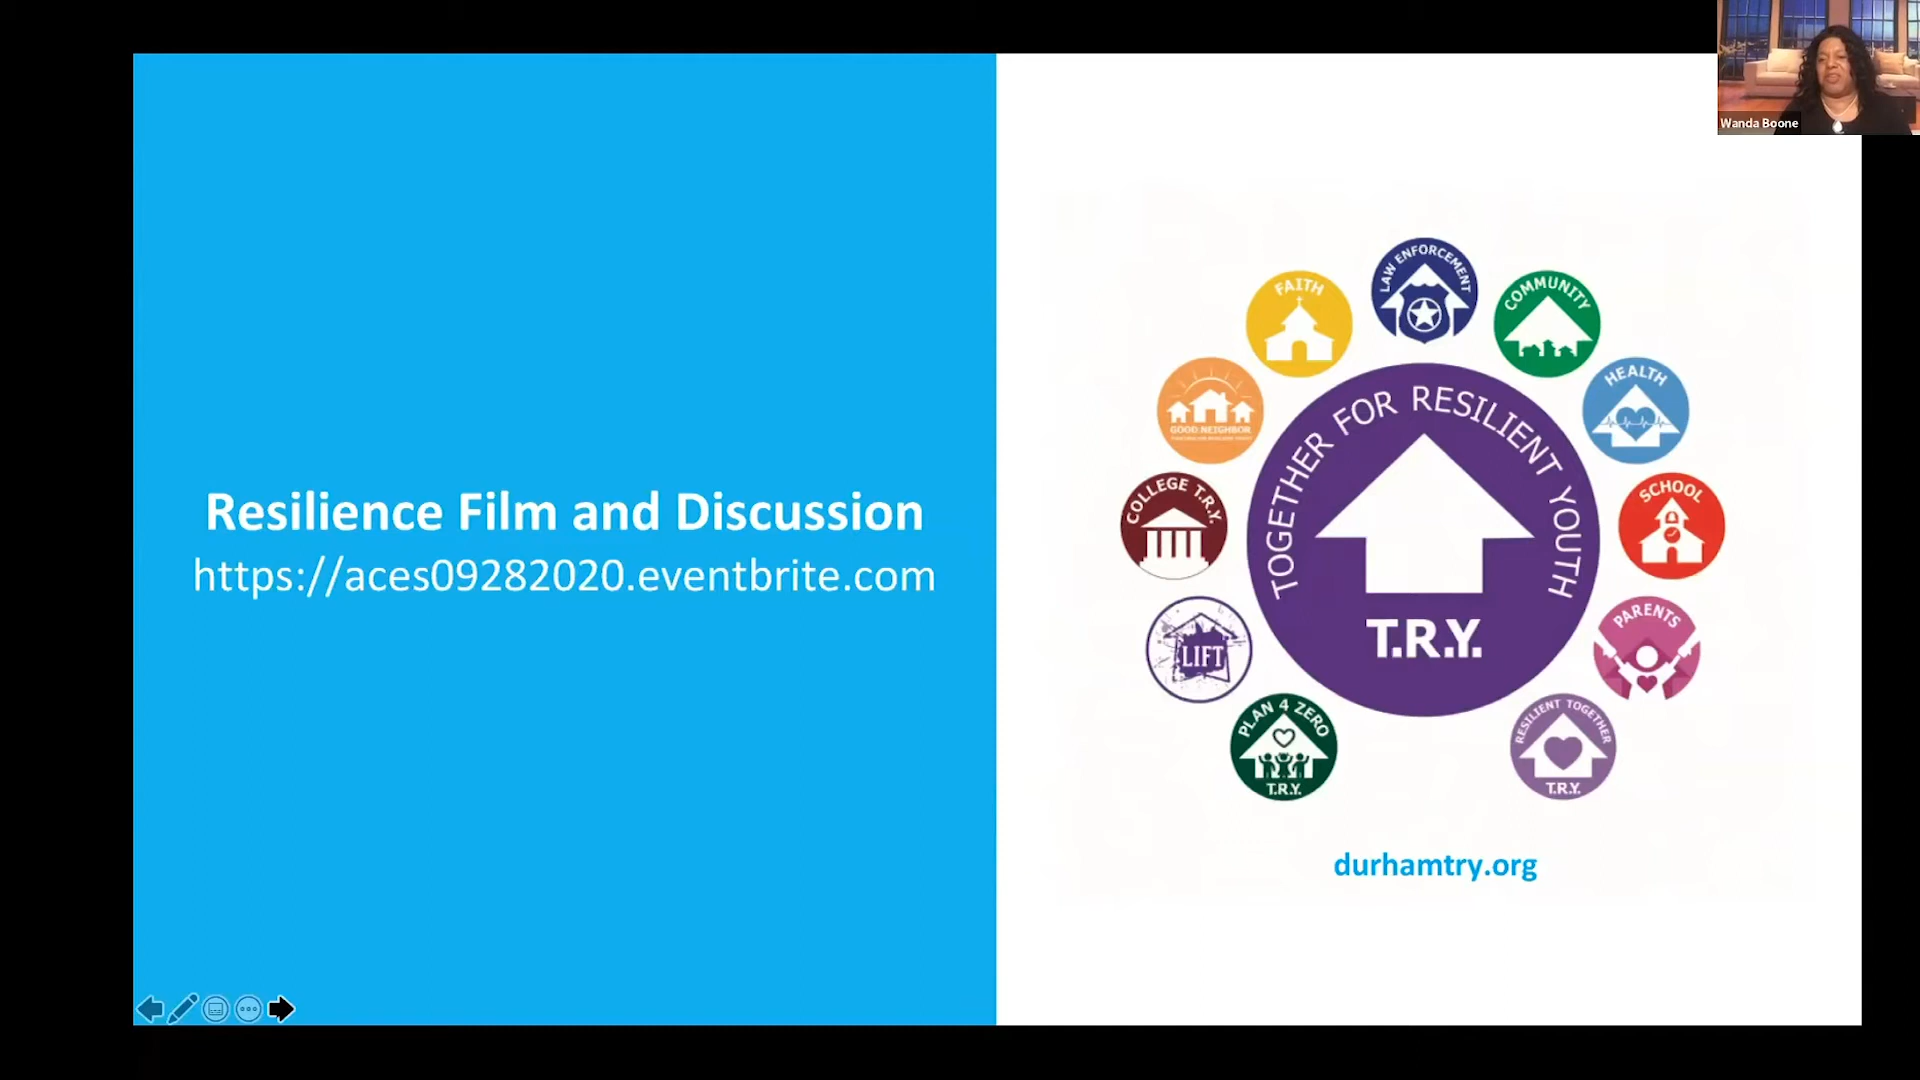 Wanda Boone
Resilience Film and Discussion
https://aces09282020.eventbrite.com
LAW ENFORCEMENT
FAITH
COMMUNITY
GOOD NEIGHBOR
HEALTH
COLLEGE T.R.Y.
SCHOOL
LIFT
PARENTS
PLAN 4 ZERO
T.R.Y.
RESILIENT TOGETHER
T.R.Y.
TOGETHER FOR RESILIENT YOUTH
T.R.Y.
durhamtry.org